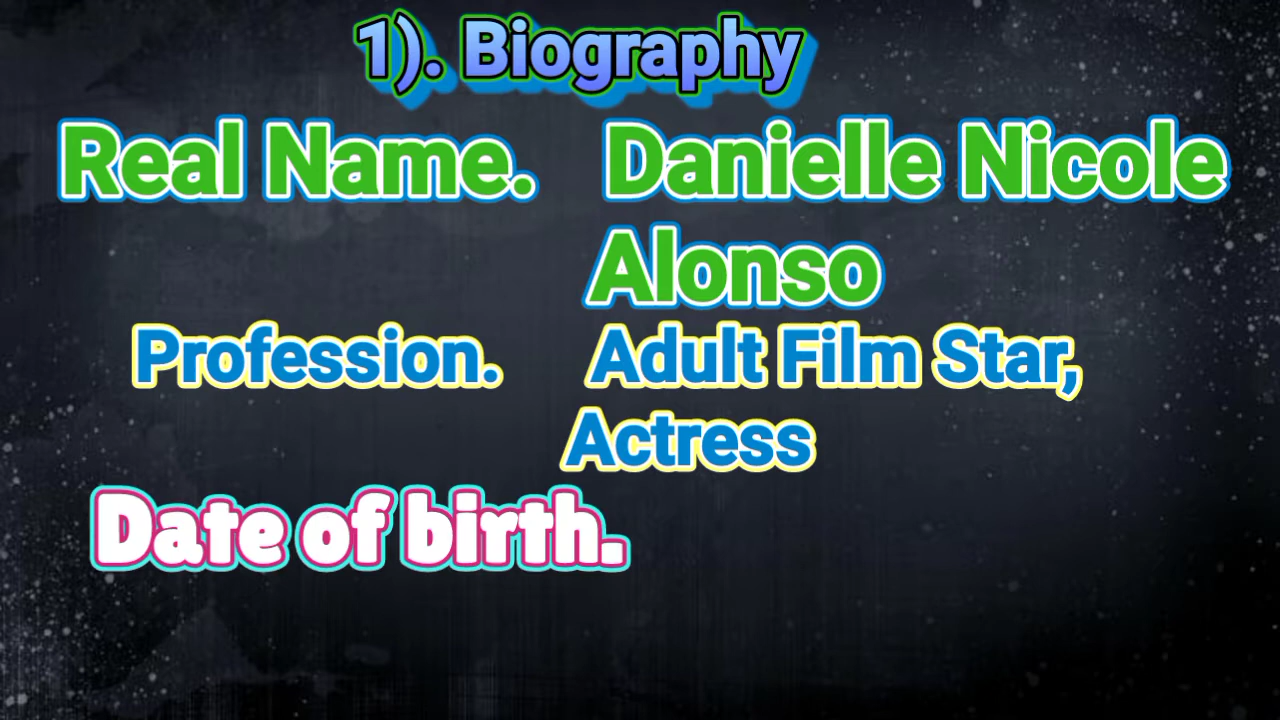 1). Biography
Real Name. Danielle Nicole
Alonso
Profession. Adult Film Star,
Actress
Date of birth.